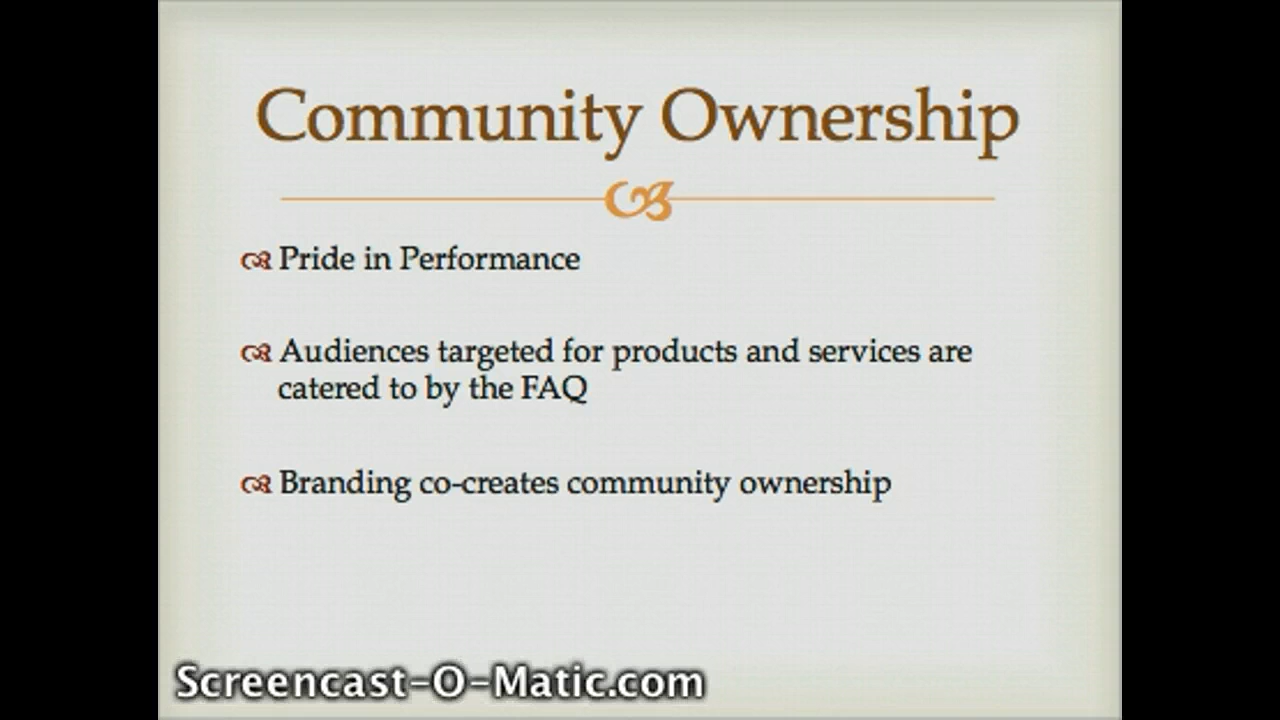 Community Ownership
Pride in Performance
Audiences targeted for products and services are
catered to by the FAQ
Branding co-creates community ownership
Screencast-O-Matic.com